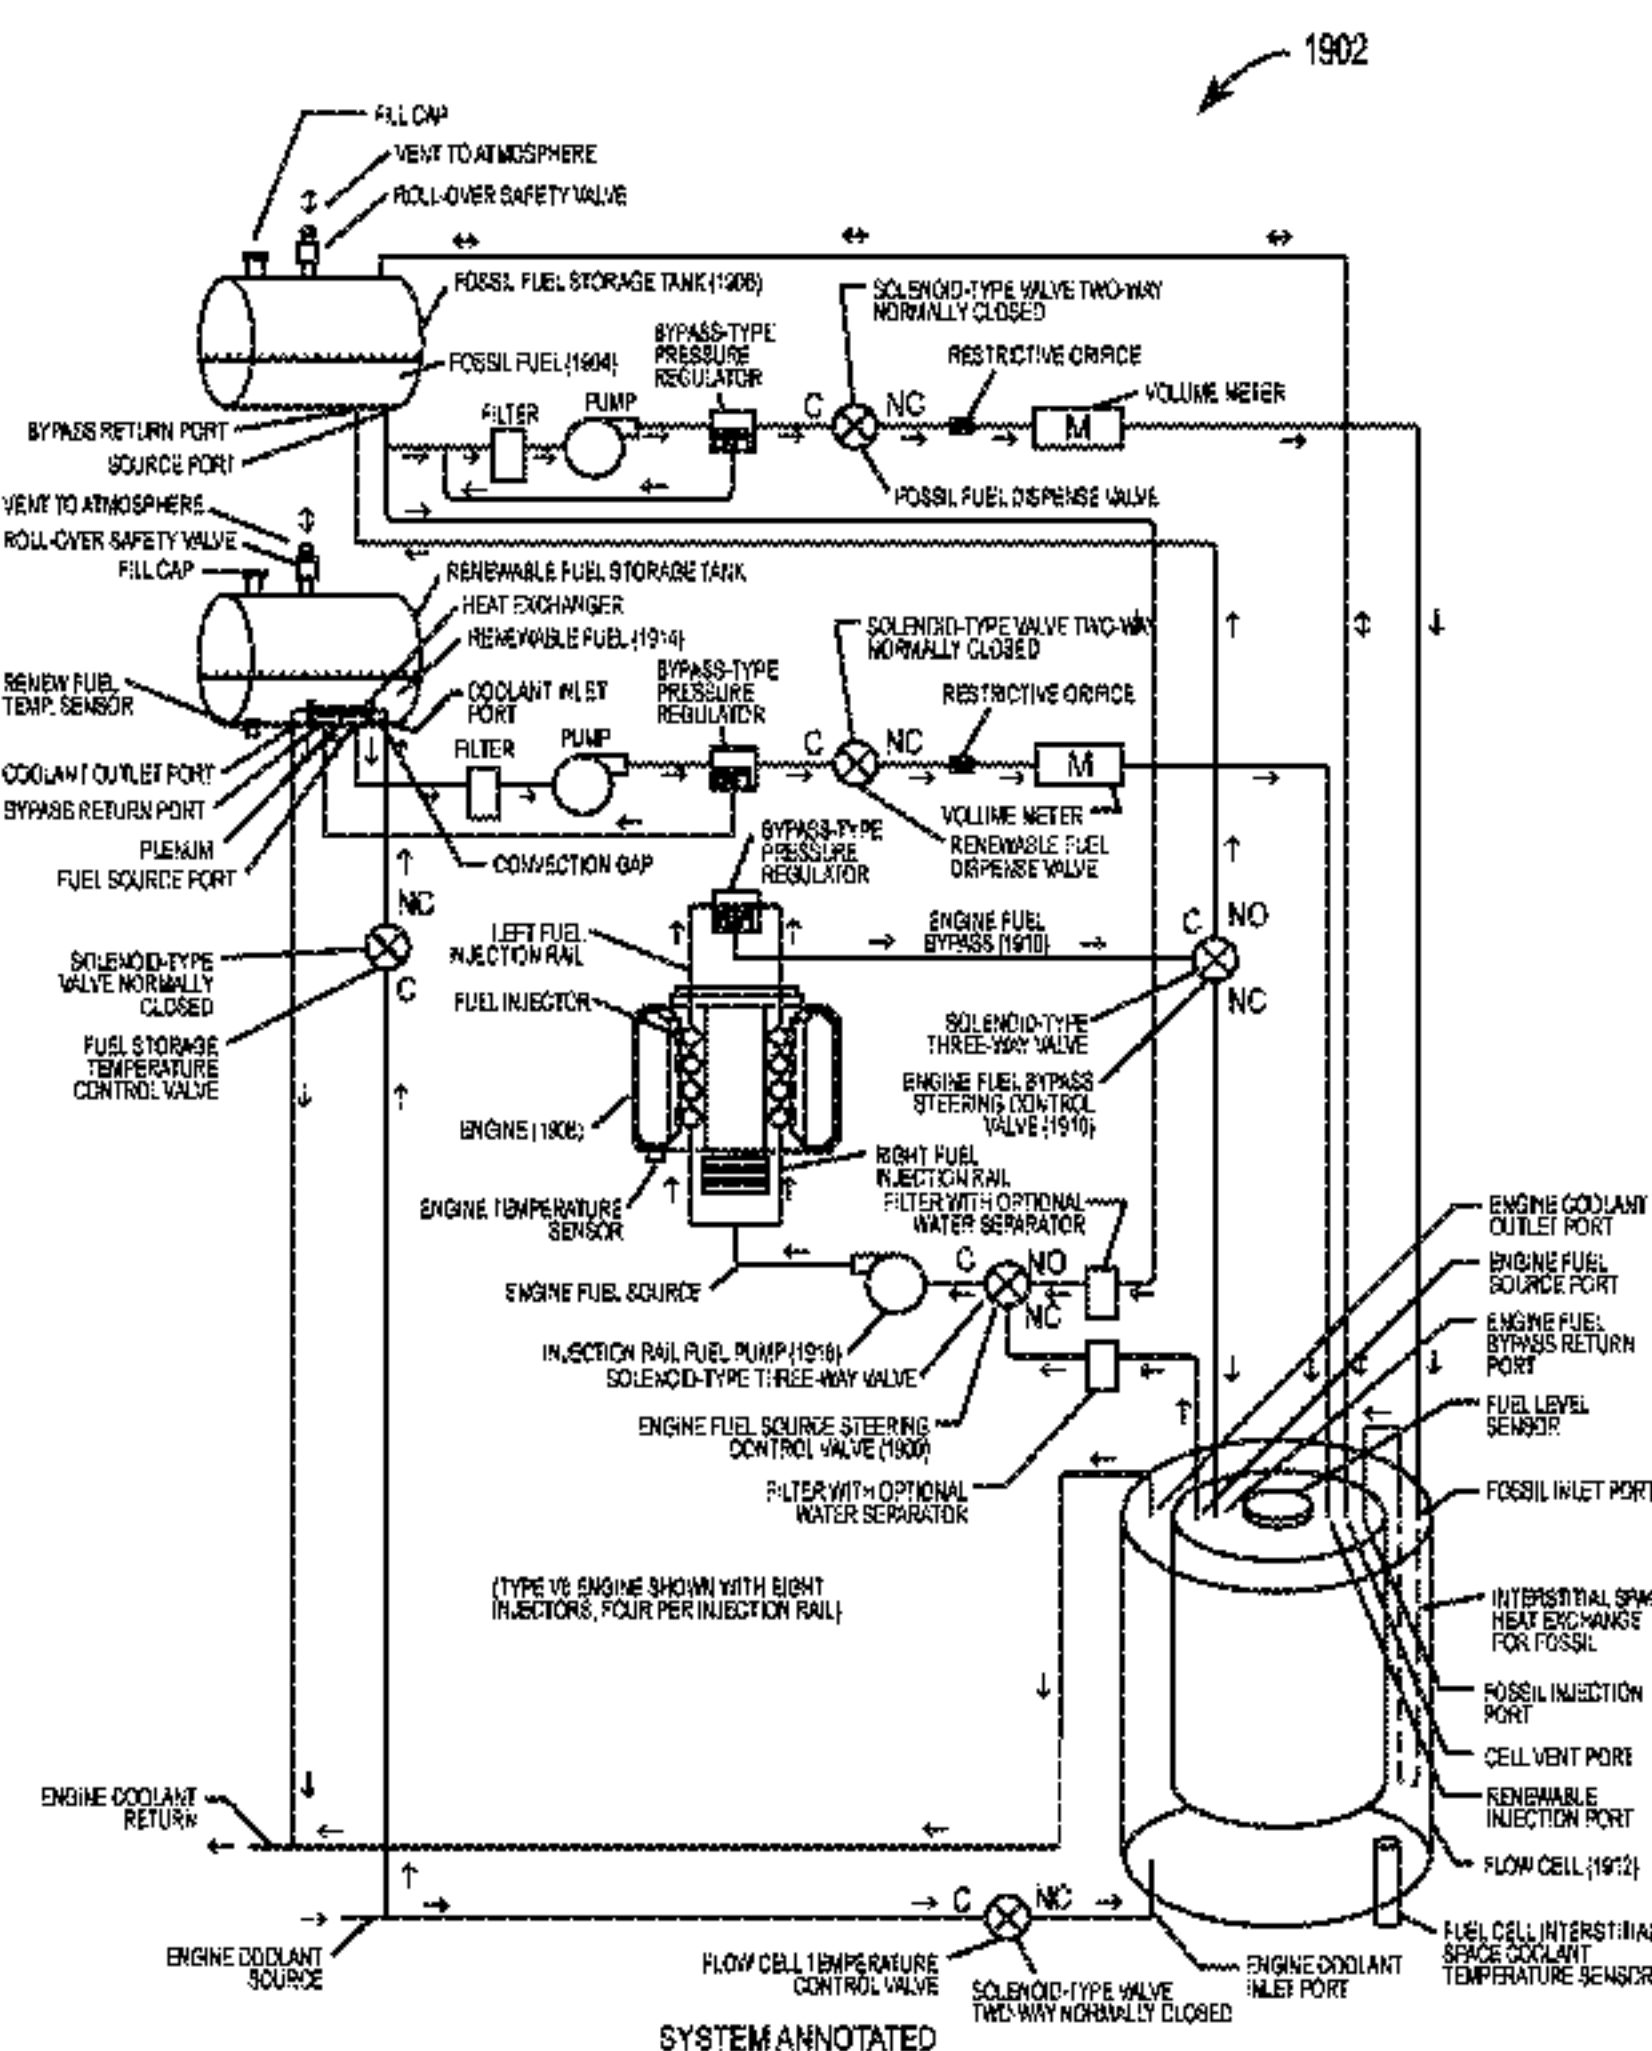 1902
FILL CAP
VENT TO ATMOSPHERE
ROLL-OVER SAFETY VALVE
FOSSIL FUEL STORAGE TANK (1906)
SOLENOID-TYPE VALVE TWO-WAY
NORMALLY CLOSED
BYPASS-TYPE
PRESSURE
REGULATOR
RESTRICTIVE ORIFICE
FOSSIL FUEL (1904)
VOLUME METER
FILTER
PUMP
C
NC
M
BYPASS RETURN PORT
SOURCE PORT
FOSSIL FUEL DISPENSE VALVE
VENT TO ATMOSPHERE
ROLL-OVER SAFETY VALVE
FILL CAP
RENEWABLE FUEL STORAGE TANK
HEAT EXCHANGER
RENEWABLE FUEL (1914)
SOLENOID-TYPE VALVE TWO-WAY
NORMALLY CLOSED
RENEW FUEL
TEMP. SENSOR
COOLANT INLET
PORT
BYPASS-TYPE
PRESSURE
REGULATOR
RESTRICTIVE ORIFICE
FILTER
PUMP
C
NC
M
COOLANT OUTLET PORT
BYPASS RETURN PORT
PLENUM
FUEL SOURCE PORT
VOLUME METER
RENEWABLE FUEL
DISPENSE VALVE
CONVECTION GAP
BYPASS-TYPE
PRESSURE
REGULATOR
NC
C
SOLENOID-TYPE
VALVE NORMALLY
CLOSED
LEFT FUEL
INJECTION RAIL
ENGINE FUEL
BYPASS (1910)
C
NO
NC
FUEL INJECTOR
FUEL STORAGE
TEMPERATURE
CONTROL VALVE
SOLENOID-TYPE
THREE-WAY VALVE
ENGINE FUEL BYPASS
STEERING CONTROL
VALVE (1910)
ENGINE (1908)
RIGHT FUEL
INJECTION RAIL
FILTER WITH OPTIONAL
WATER SEPARATOR
ENGINE TEMPERATURE
SENSOR
ENGINE COOLANT
OUTLET PORT
C
NO
NC
ENGINE FUEL
SOURCE PORT
ENGINE FUEL SOURCE
ENGINE FUEL
BYPASS RETURN
PORT
INJECTION RAIL FUEL PUMP (1916)
SOLENOID-TYPE THREE-WAY VALVE
FUEL LEVEL
SENSOR
ENGINE FUEL SOURCE STEERING
CONTROL VALVE (1900)
FILTER WITH OPTIONAL
WATER SEPARATOR
FOSSIL INLET PORT
(TYPE V8 ENGINE SHOWN WITH EIGHT
INJECTORS, FOUR PER INJECTION RAIL)
INTERSTITIAL SPA
HEAT EXCHANGE
FOR FOSSIL
FOSSIL INJECTION
PORT
CELL VENT PORT
RENEWABLE
INJECTION PORT
ENGINE COOLANT
RETURN
FLOW CELL (1912)
C
NC
ENGINE COOLANT
SOURCE
FLOW CELL TEMPERATURE
CONTROL VALVE
SOLENOID-TYPE VALVE
TWO-WAY NORMALLY CLOSED
ENGINE COOLANT
INLET PORT
FUEL CELL INTERSTITIA
SPACE COOLANT
TEMPERATURE SENSOR
SYSTEM ANNOTATED